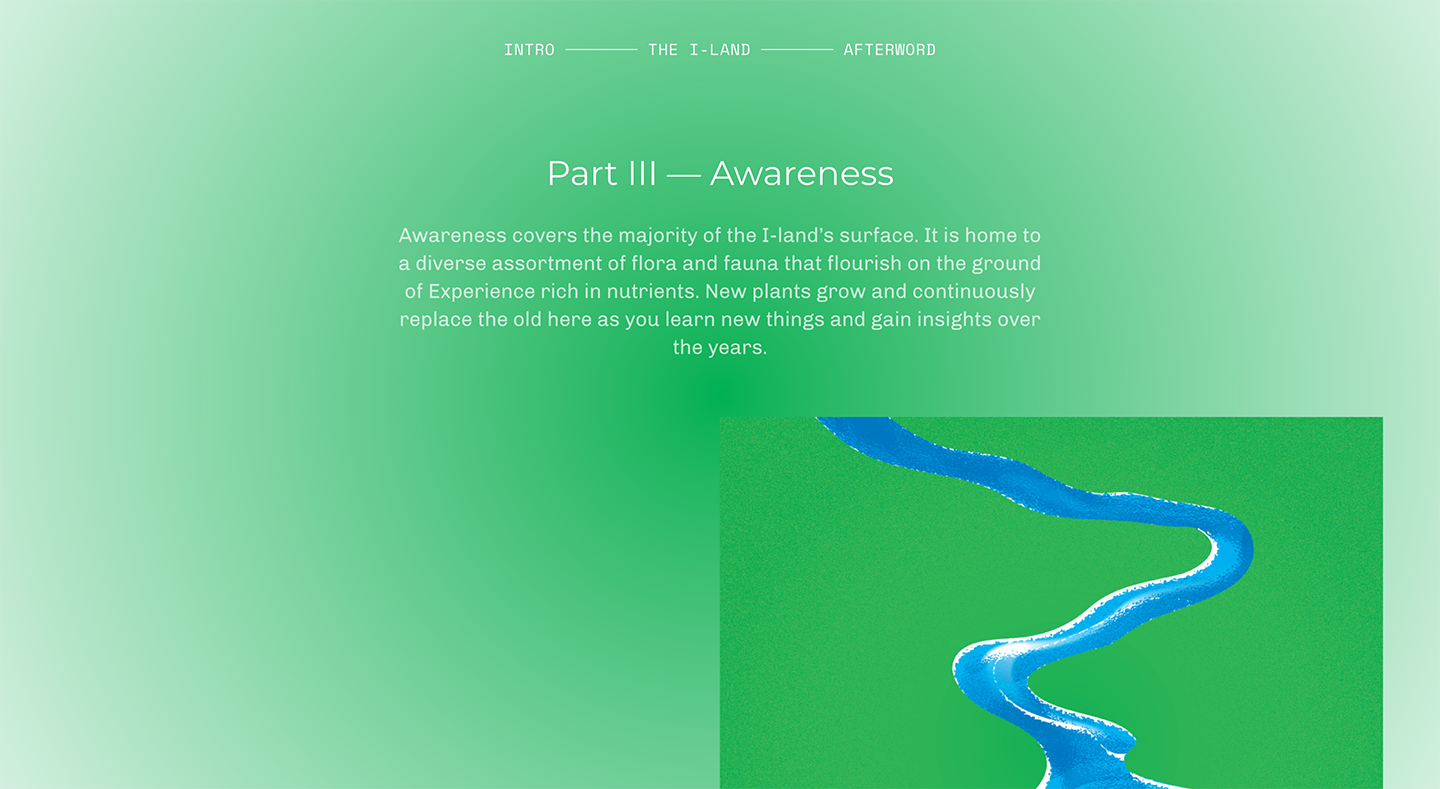 INTRO THE I-LAND AFTERWORD
Part III — Awareness
Awareness covers the majority of the I-land’s surface. It is home to
a diverse assortment of flora and fauna that flourish on the ground
of Experience rich in nutrients. New plants grow and continuously
replace the old here as you learn new things and gain insights over
the years.